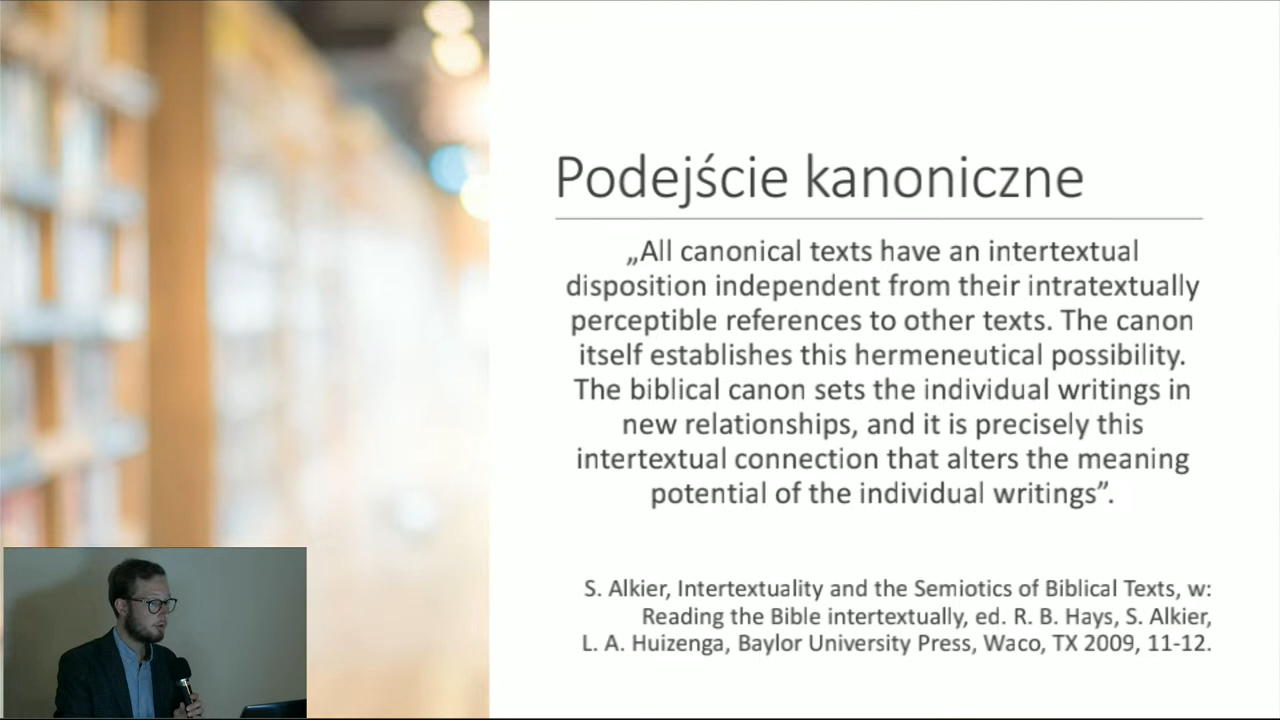 Podejście kanoniczne
„All canonical texts have an intertextual
disposition independent from their intratextually
perceptible references to other texts. The canon
itself establishes this hermeneutical possibility.
The biblical canon sets the individual writings in
new relationships, and it is precisely this
intertextual connection that alters the meaning
potential of the individual writings”.
S. Alkier, Intertextuality and the Semiotics of Biblical Texts, w:
Reading the Bible intertextually, ed. R. B. Hays, S. Alkier,
L. A. Huizenga, Baylor University Press, Waco, TX 2009, 11-12.